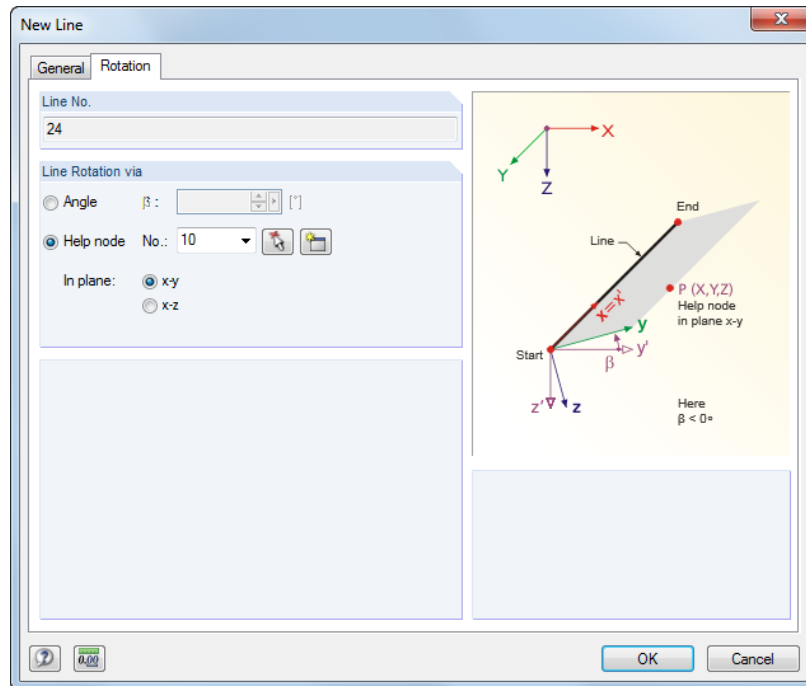 New Line
General
Rotation
Line No.
24
Line Rotation via
Angle β : [°]
Help node No.: 10
In plane: x-y
x-z
X
Y
Z
End
Line
x=x'
P (X,Y,Z)
Help node
in plane x-y
y
Start
y'
β
z'
z
Here
β < 0°
0.00
OK
Cancel